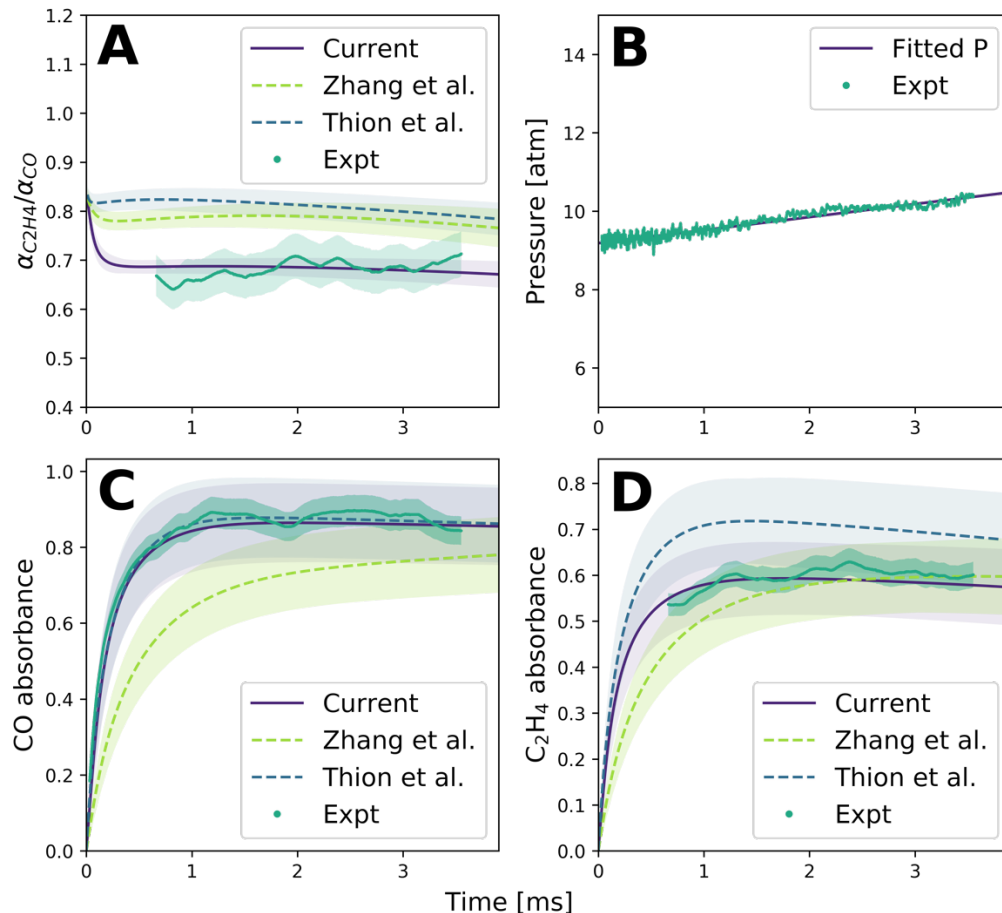 A
αC2H4/αCO
1.2
1.1
1.0
0.9
0.8
0.7
0.6
0.5
0.4
0
1
2
3
Current
Zhang et al.
Thion et al.
Expt
B
Pressure [atm]
14
12
10
8
6
0
1
2
3
Fitted P
Expt
C
CO absorbance
1.0
0.8
0.6
0.4
0.2
0.0
0
1
2
3
Current
Zhang et al.
Thion et al.
Expt
D
C₂H₄ absorbance
0.8
0.7
0.6
0.5
0.4
0.3
0.2
0.1
0.0
0
1
2
3
Current
Zhang et al.
Thion et al.
Expt
Time [ms]